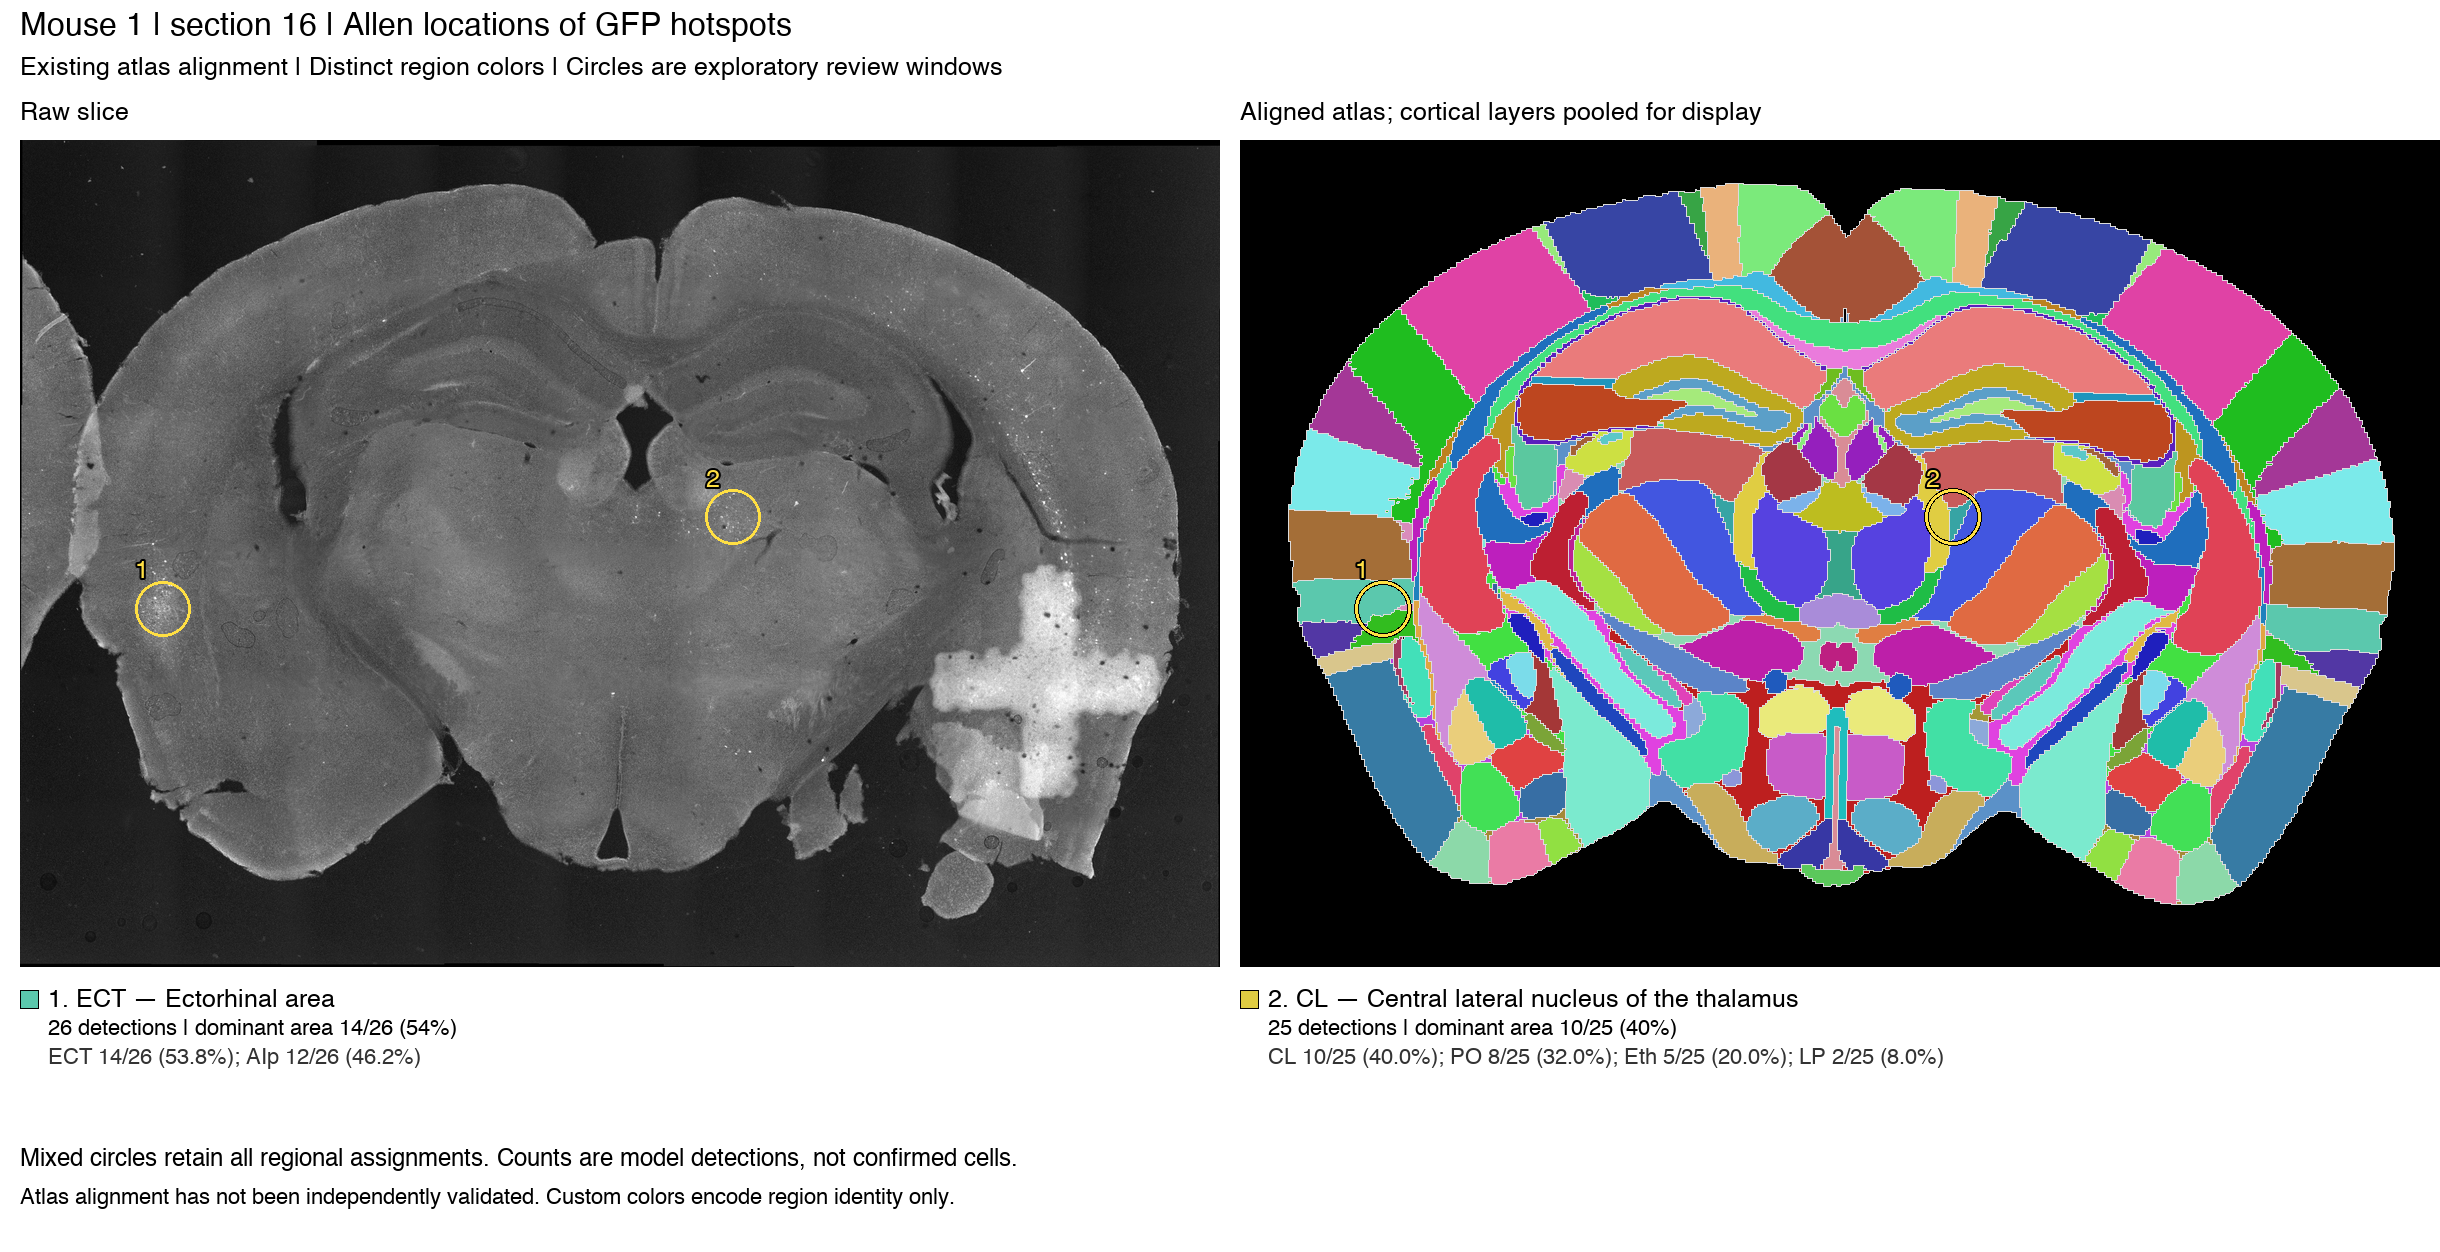 Mouse 1 | section 16 | Allen locations of GFP hotspots
Existing atlas alignment | Distinct region colors | Circles are exploratory review windows
Raw slice
Aligned atlas; cortical layers pooled for display
1
2
1
2
1. ECT — Ectorhinal area
26 detections | dominant area 14/26 (54%)
ECT 14/26 (53.8%); AIp 12/26 (46.2%)
2. CL — Central lateral nucleus of the thalamus
25 detections | dominant area 10/25 (40%)
CL 10/25 (40.0%); PO 8/25 (32.0%); Eth 5/25 (20.0%); LP 2/25 (8.0%)
Mixed circles retain all regional assignments. Counts are model detections, not confirmed cells.
Atlas alignment has not been independently validated. Custom colors encode region identity only.